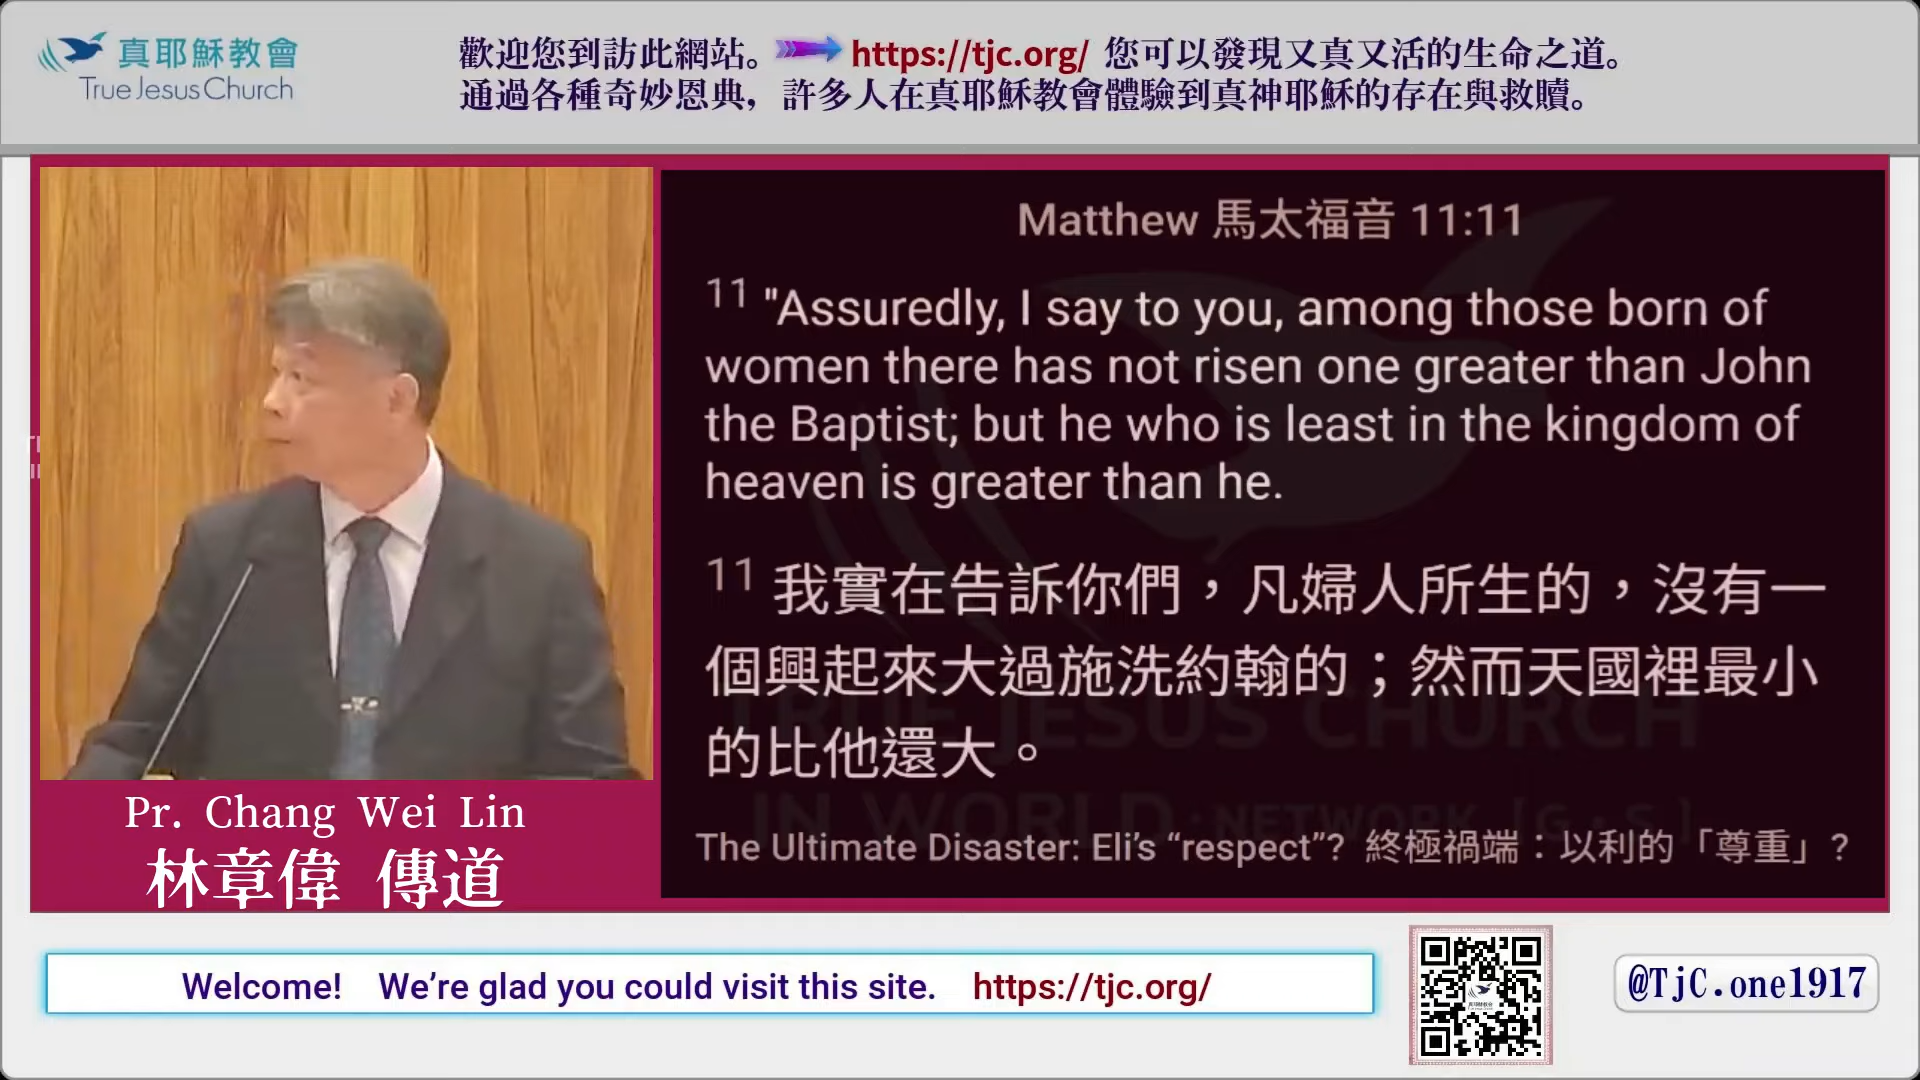 真耶穌教會
True Jesus Church
歡迎您到訪此網站。 https://tjc.org/ 您可以發現又真又活的生命之道。
通過各種奇妙恩典，許多人在真耶穌教會體驗到真神耶穌的存在與救贖。
Matthew 馬太福音 11:11
11 "Assuredly, I say to you, among those born of
women there has not risen one greater than John
the Baptist; but he who is least in the kingdom of
heaven is greater than he.
11 我實在告訴你們，凡婦人所生的，沒有一
個興起來大過施洗約翰的；然而天國裡最小
的比他還大。
TRUE JESUS CHURCH
IN WORLD·NETWORK [G.S.]
The Ultimate Disaster: Eli’s “respect”? 終極禍端：以利的「尊重」?
Pr. Chang Wei Lin
林章偉 傳道
Welcome! We’re glad you could visit this site. https://tjc.org/
@TjC.one1917